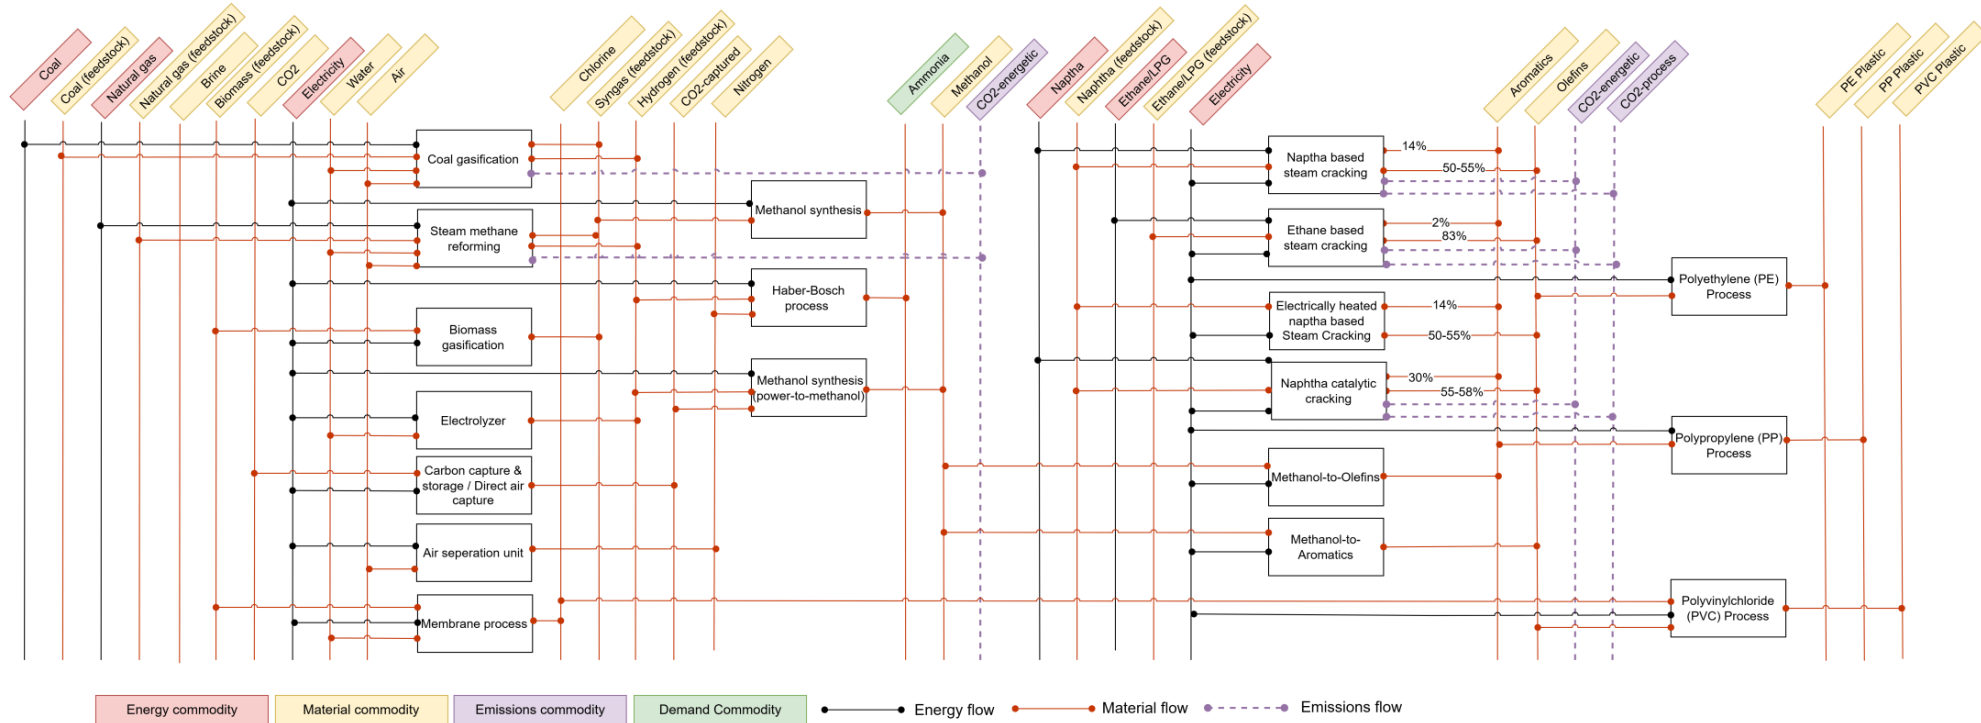 Coal
Coal (feedstock)
Natural gas
Natural gas (feedstock)
Brine
Biomass (feedstock)
CO2
Electricity
Water
Air
Chlorine
Syngas (feedstock)
Hydrogen (feedstock)
CO2-captured
Nitrogen
Ammonia
Methanol
CO2-energetic
Naptha
Naphtha (feedstock)
Ethane/LPG
Ethane/LPG (feedstock)
Electricity
Aromatics
Olefins
CO2-energetic
CO2-process
PE Plastic
PP Plastic
PVC Plastic
Coal gasification
Steam methane
reforming
Biomass
gasification
Electrolyzer
Carbon capture &
storage / Direct air
capture
Air seperation unit
Membrane process
Methanol synthesis
Haber-Bosch
process
Methanol synthesis
(power-to-methanol)
Naptha based
steam cracking
14%
50-55%
Ethane based
steam cracking
2%
83%
Electrically heated
naptha based
Steam Cracking
14%
50-55%
Naphtha catalytic
cracking
30%
55-58%
Methanol-to-Olefins
Methanol-to-
Aromatics
Polyethylene (PE)
Process
Polypropylene (PP)
Process
Polyvinylchloride
(PVC) Process
Energy commodity
Material commodity
Emissions commodity
Demand Commodity
Energy flow
Material flow
Emissions flow